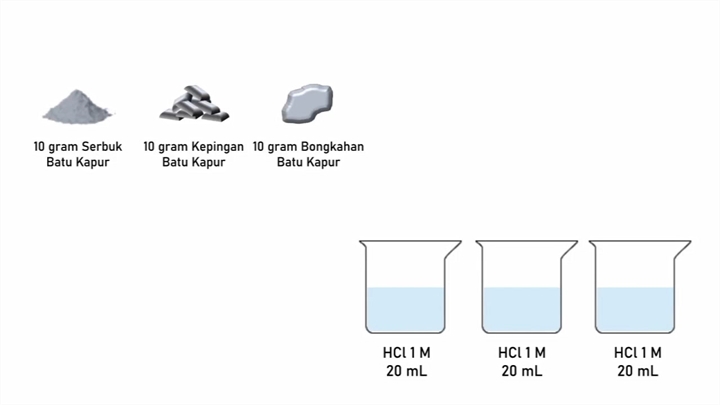 10 gram Serbuk
Batu Kapur
10 gram Kepingan
Batu Kapur
10 gram Bongkahan
Batu Kapur
HCl 1 M
20 mL
HCl 1 M
20 mL
HCl 1 M
20 mL